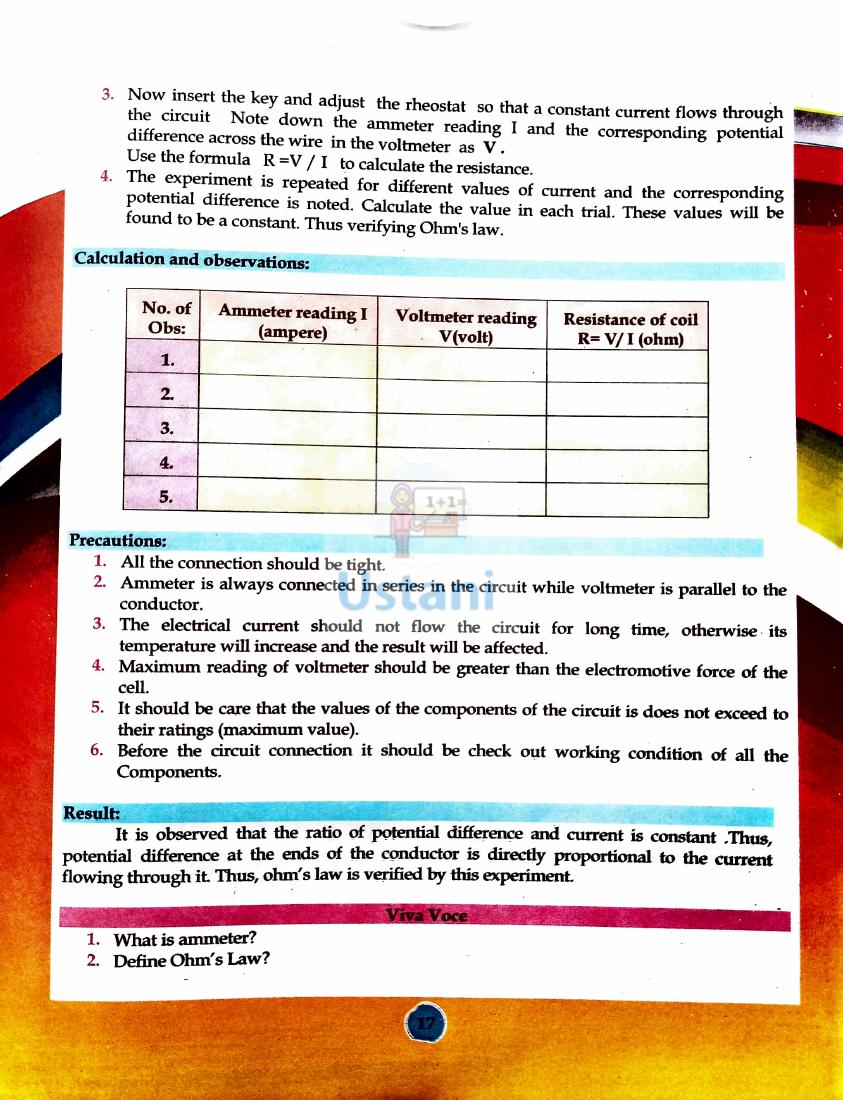 3. Now insert the key and adjust the rheostat so that a constant current flows through
the circuit Note down the ammeter reading I and the corresponding potential
difference across the wire in the voltmeter as V.
Use the formula R =V / I to calculate the resistance.
4. The experiment is repeated for different values of current and the corresponding
potential difference is noted. Calculate the value in each trial. These values will be
found to be a constant. Thus verifying Ohm's law.
Calculation and observations:
No. of Obs: Ammeter reading I (ampere) Voltmeter reading V(volt) Resistance of coil R= V/ I (ohm)
1.
2.
3.
4.
5.
1+1=
Ustani
Precautions:
1. All the connection should be tight.
2. Ammeter is always connected in series in the circuit while voltmeter is parallel to the
conductor.
3. The electrical current should not flow the circuit for long time, otherwise its
temperature will increase and the result will be affected.
4. Maximum reading of voltmeter should be greater than the electromotive force of the
cell.
5. It should be care that the values of the components of the circuit is does not exceed to
their ratings (maximum value).
6. Before the circuit connection it should be check out working condition of all the
Components.
Result:
It is observed that the ratio of potential difference and current is constant .Thus,
potential difference at the ends of the conductor is directly proportional to the current
flowing through it. Thus, ohm's law is verified by this experiment.
Viva Voce
1. What is ammeter?
2. Define Ohm's Law?
17